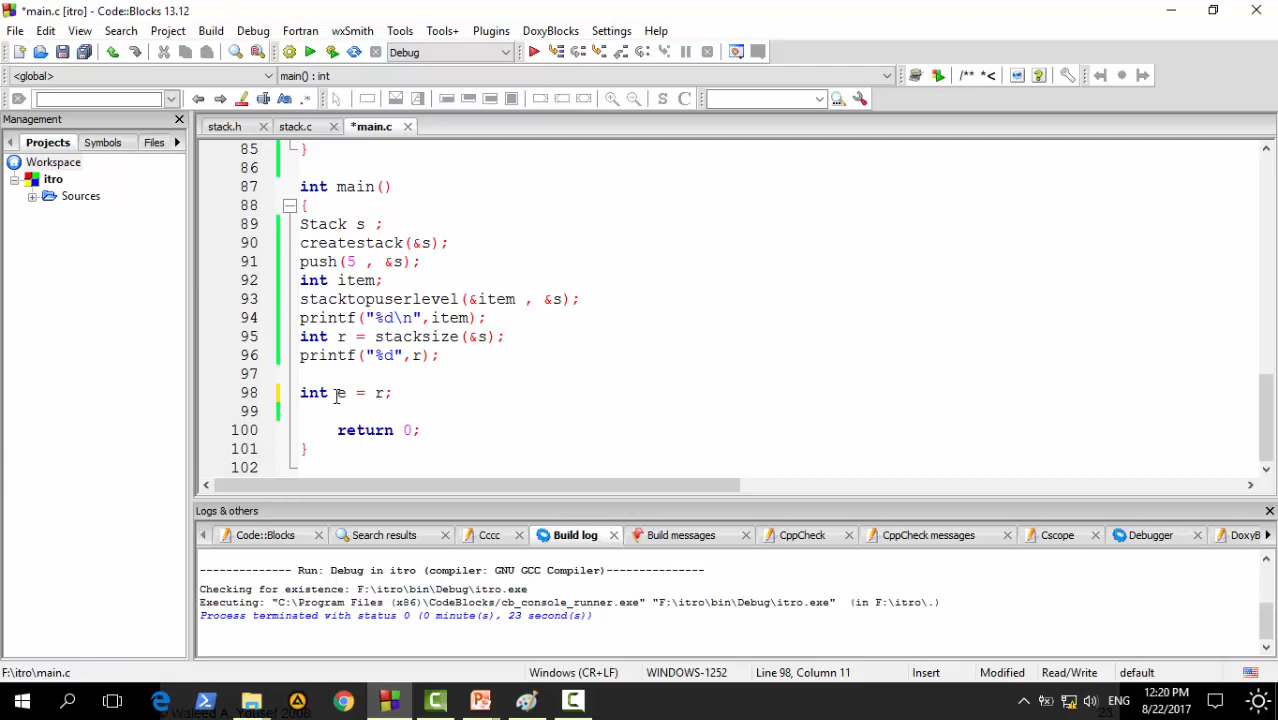 *main.c [itro] - Code::Blocks 13.12
File Edit View Search Project Build Debug Fortran wxSmith Tools Tools+ Plugins DoxyBlocks Settings Help
Debug
<global> main() : int
/** *<
S C
Management
Projects Symbols Files
Workspace
itro
Sources
stack.h stack.c *main.c
85 }
86
87 int main()
88 {
89 Stack s ;
90 createstack(&s);
91 push(5 , &s);
92 int item;
93 stacktopuserlevel(&item , &s);
94 printf("%d\n",item);
95 int r = stacksize(&s);
96 printf("%d",r);
97
98 int e = r;
99
100 return 0;
101 }
102
Logs & others
Code::Blocks Search results Cccc Build log Build messages CppCheck CppCheck messages Cscope Debugger DoxyB
-------------- Run: Debug in itro (compiler: GNU GCC Compiler)---------------
Checking for existence: F:\itro\bin\Debug\itro.exe
Executing: "C:\Program Files (x86)\CodeBlocks/cb_console_runner.exe" "F:\itro\bin\Debug\itro.exe" (in F:\itro\.)
Process terminated with status 0 (0 minute(s), 23 second(s))
F:\itro\main.c Windows (CR+LF) WINDOWS-1252 Line 98, Column 11 Insert Modified Read/Write default
ENG
12:20 PM
8/22/2017
Waleed A. Yousef 2008
23